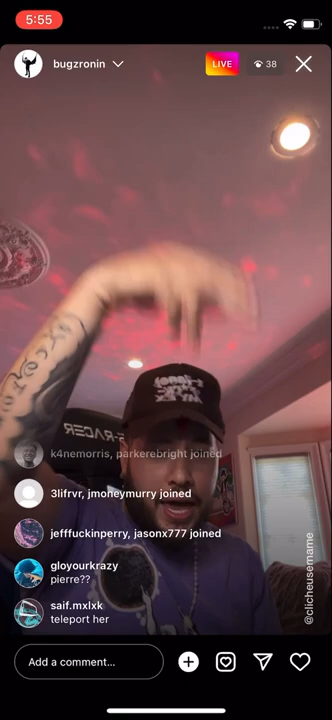 5:55
bugzronin
LIVE
38
k4nemorris, parkerebright joined
3lifrvr, jmoneymurry joined
jefffuckinperry, jasonx777 joined
gloyourkrazy
pierre??
saif.mxlxk
teleport her
@clicheusername
Add a comment...